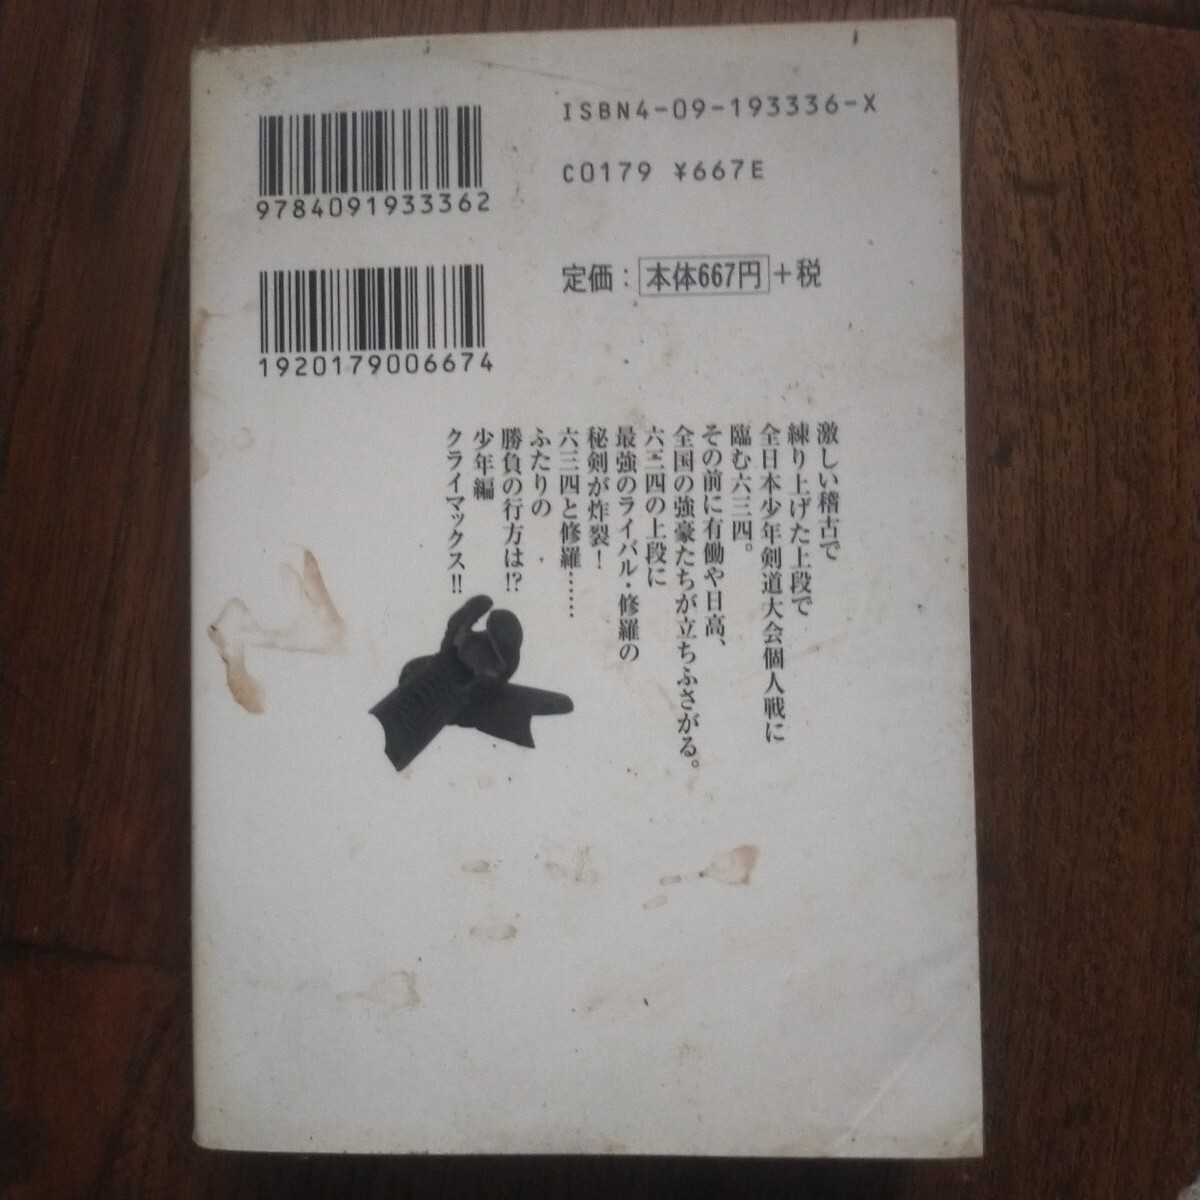 ISBN4-09-193336-X
C0179 ¥667E
9784091933362
定価：本体667円+税
1920179006674
激しい稽古で
練り上げた上段で
全日本少年剣道大会個人戦に
臨む六三四。
その前に有働や日高、
全国の強豪たちが立ちふさがる。
六三四の上段に
最強のライバル・修羅の
秘剣が炸裂！
六三四と修羅……
ふたりの
勝負の行方は!?
少年編
クライマックス!!